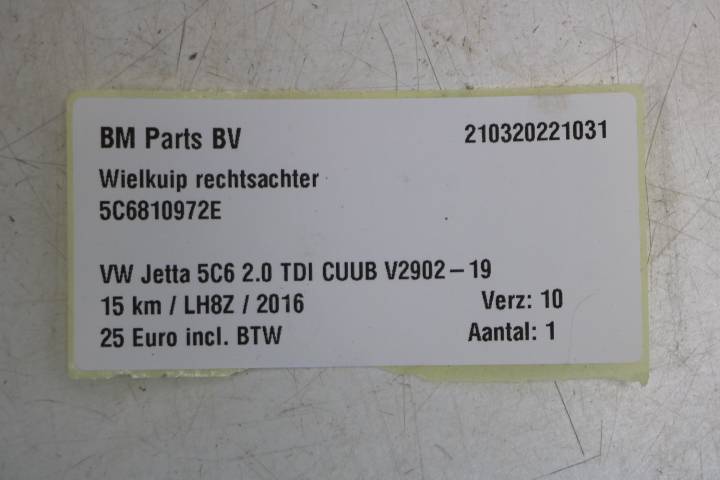 BM Parts BV 210320221031
Wielkuip rechtsachter
5C6810972E
VW Jetta 5C6 2.0 TDI CUUB V2902-19
15 km / LH8Z / 2016 Verz: 10
25 Euro incl. BTW Aantal: 1